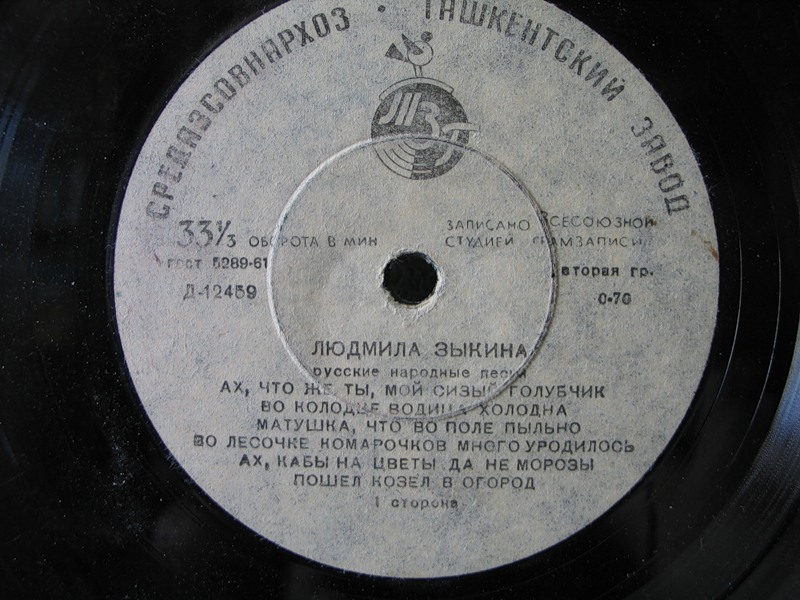 СРЕДАЗСОВНАРХОЗ · ТАШКЕНТСКИЙ ЗАВОД
ТЗГ
33⅓ ОБОРОТА В МИН
ГОСТ 5289-61
Д-12459
ЗАПИСАНО ВСЕСОЮЗНОЙ
СТУДИЕЙ ГРАМЗАПИСИ
вторая гр.
0-70
ЛЮДМИЛА ЗЫКИНА
русские народные песни
АХ, ЧТО ЖЕ ТЫ, МОЙ СИЗЫЙ ГОЛУБЧИК
ВО КОЛОДЦЕ ВОДИЦА ХОЛОДНА
МАТУШКА, ЧТО ВО ПОЛЕ ПЫЛЬНО
ВО ЛЕСОЧКЕ КОМАРОЧКОВ МНОГО УРОДИЛОСЬ
АХ, КАБЫ НА ЦВЕТЫ ДА НЕ МОРОЗЫ
ПОШЕЛ КОЗЕЛ В ОГОРОД
1 сторона